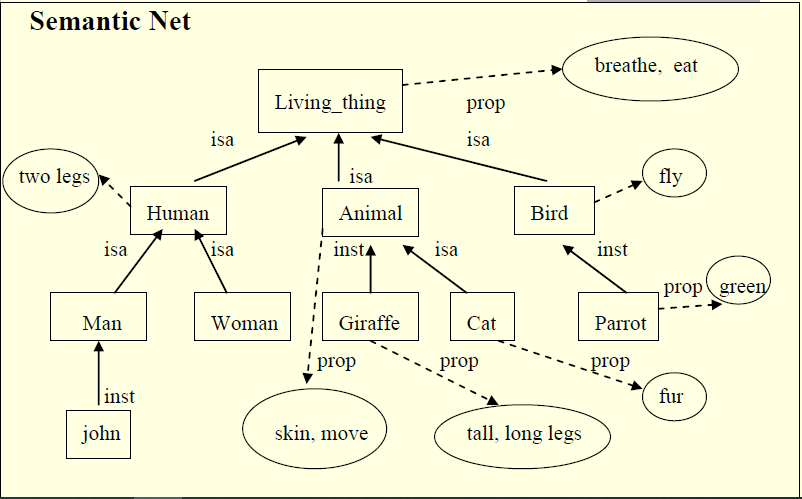 Semantic Net
breathe, eat
Living_thing
prop
isa
isa
two legs
isa
fly
Human
Animal
Bird
isa
isa
inst
isa
inst
prop
green
Man
Woman
Giraffe
Cat
Parrot
prop
prop
prop
inst
fur
john
skin, move
tall, long legs